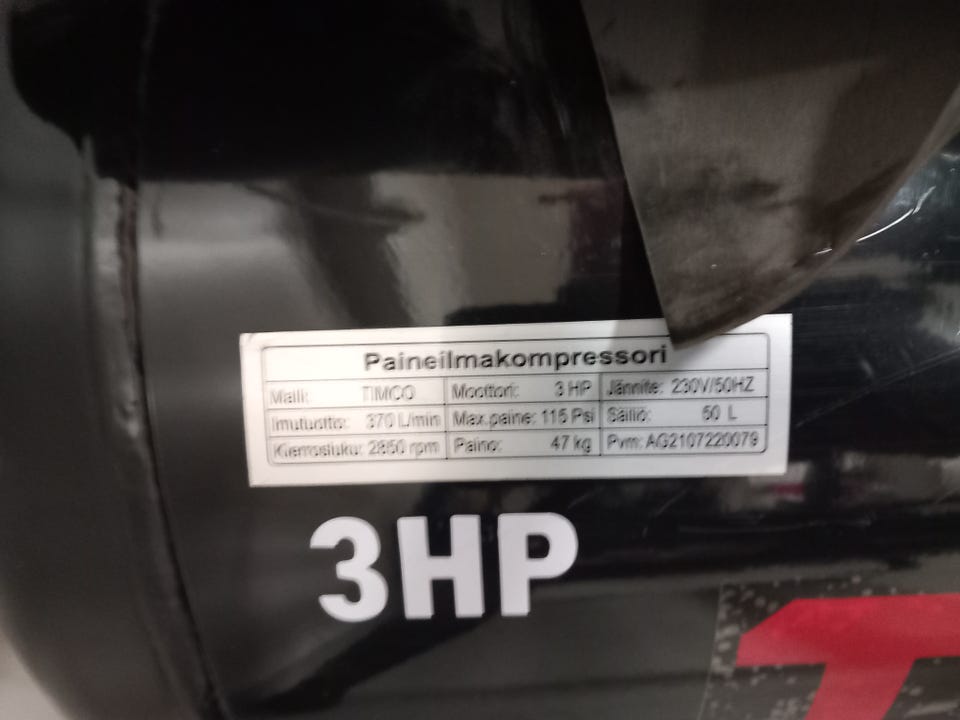 Paineilmakompressori
Malli: TIMCO Moottori: 3 HP Jännite: 230V/50HZ
Imutuotto: 370 L/min Max.paine: 115 Psi Säiliö: 50 L
Kierrosluku: 2850 rpm Paino: 47 kg Pvm: AG2107220079
3HP
T